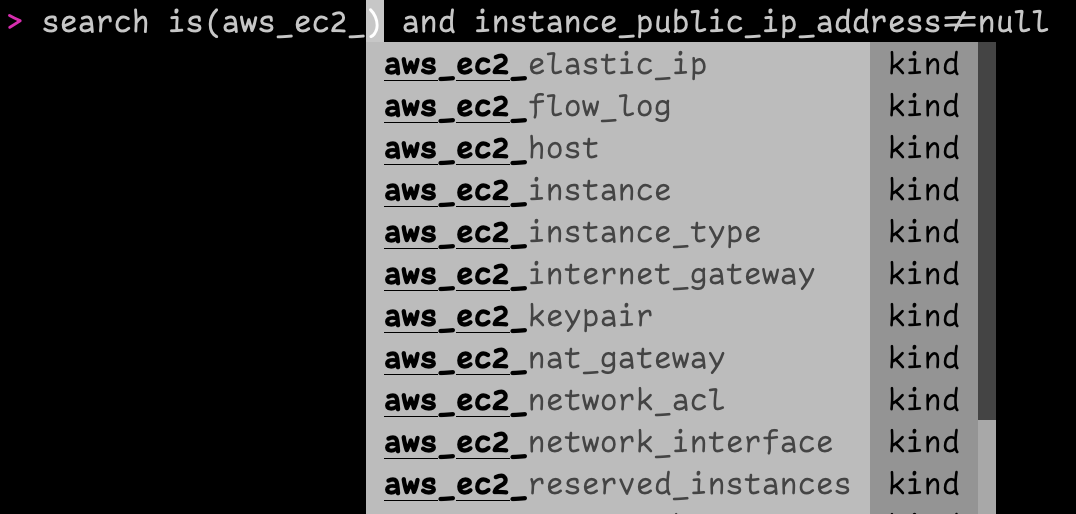 > search is(aws_ec2_) and instance_public_ip_address≠null
aws_ec2_elastic_ip kind
aws_ec2_flow_log kind
aws_ec2_host kind
aws_ec2_instance kind
aws_ec2_instance_type kind
aws_ec2_internet_gateway kind
aws_ec2_keypair kind
aws_ec2_nat_gateway kind
aws_ec2_network_acl kind
aws_ec2_network_interface kind
aws_ec2_reserved_instances kind